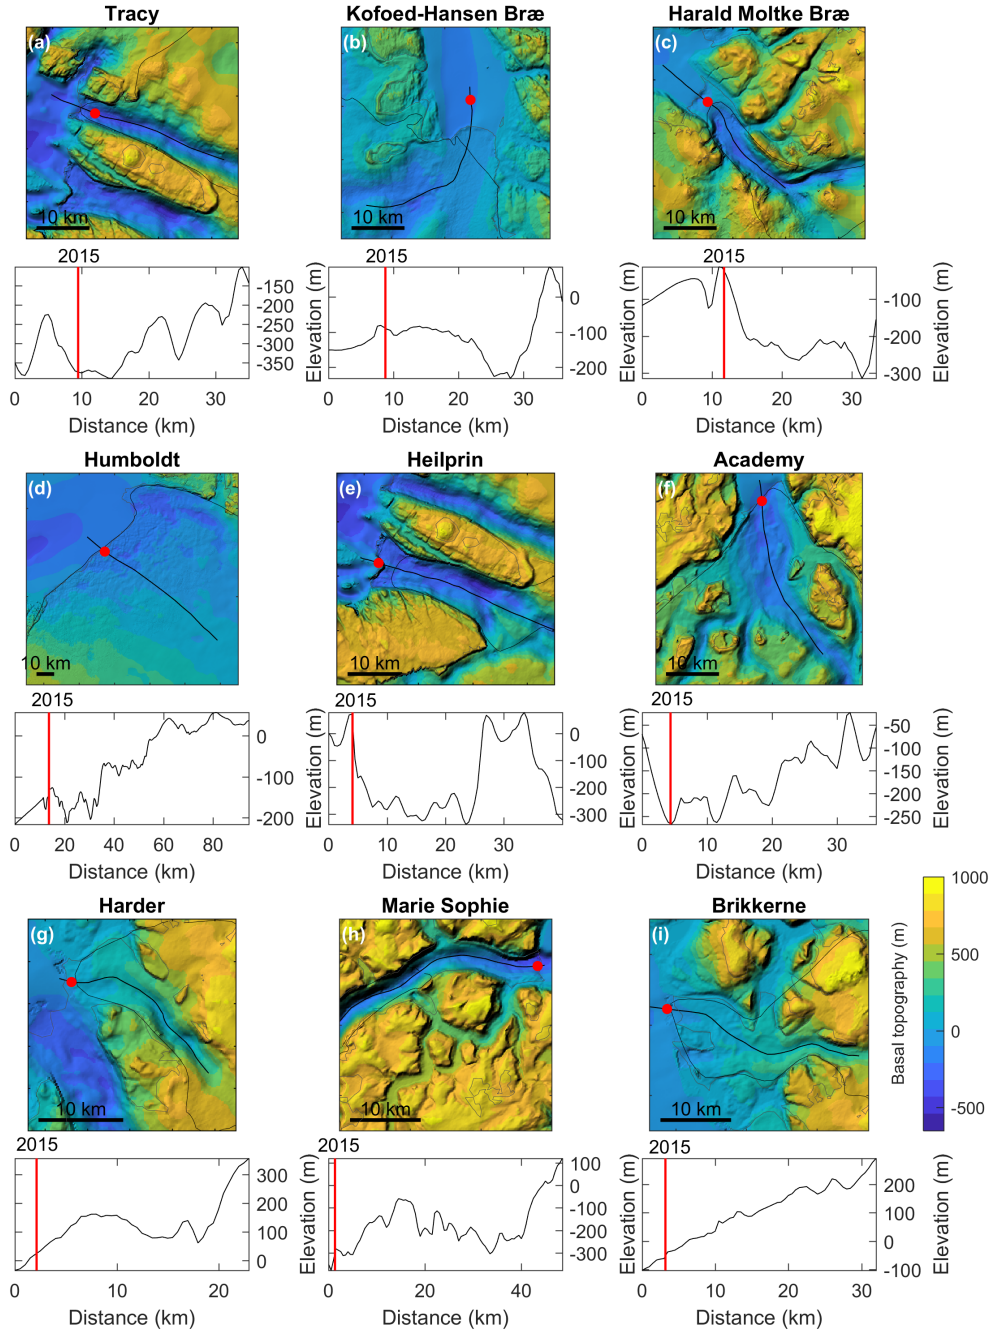 Tracy
Kofoed-Hansen Bræ
Harald Moltke Bræ
(a)
(b)
(c)
10 km
10 km
10 km
2015
2015
2015
-150
-200
-250
-300
-350
Elevation (m)
0
-100
-200
Elevation (m)
-100
-200
-300
Elevation (m)
0 10 20 30
0 10 20 30
0 10 20 30
Distance (km)
Distance (km)
Distance (km)
Humboldt
Heilprin
Academy
(d)
(e)
(f)
10 km
10 km
10 km
2015
2015
2015
0
-100
-200
Elevation (m)
0
-100
-200
-300
Elevation (m)
-50
-100
-150
-200
-250
Elevation (m)
0 20 40 60 80
0 10 20 30
0 10 20 30
Distance (km)
Distance (km)
Distance (km)
Harder
Marie Sophie
Brikkerne
(g)
(h)
(i)
10 km
10 km
10 km
1000
500
0
-500
Basal topography (m)
2015
2015
2015
300
200
100
0
Elevation (m)
100
0
-100
-200
-300
Elevation (m)
200
100
0
-100
Elevation (m)
0 10 20
0 20 40
0 10 20 30
Distance (km)
Distance (km)
Distance (km)